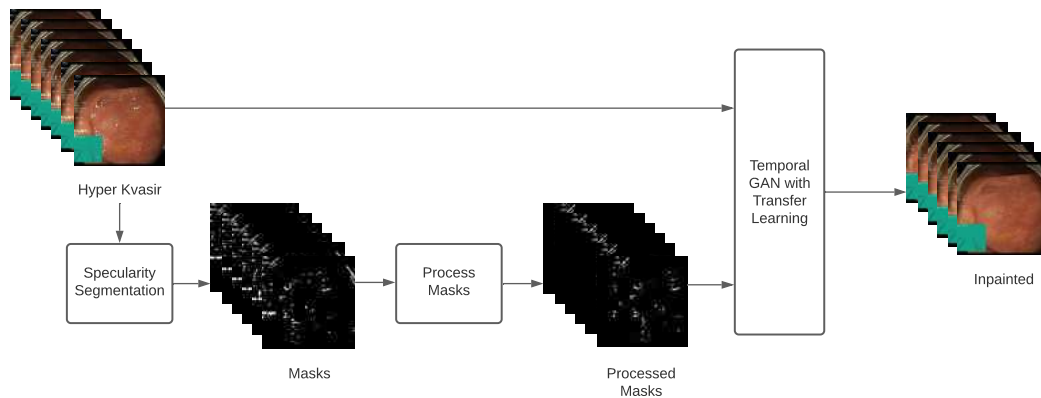 Hyper Kvasir
Specularity
Segmentation
Masks
Process
Masks
Processed
Masks
Temporal
GAN with
Transfer
Learning
Inpainted